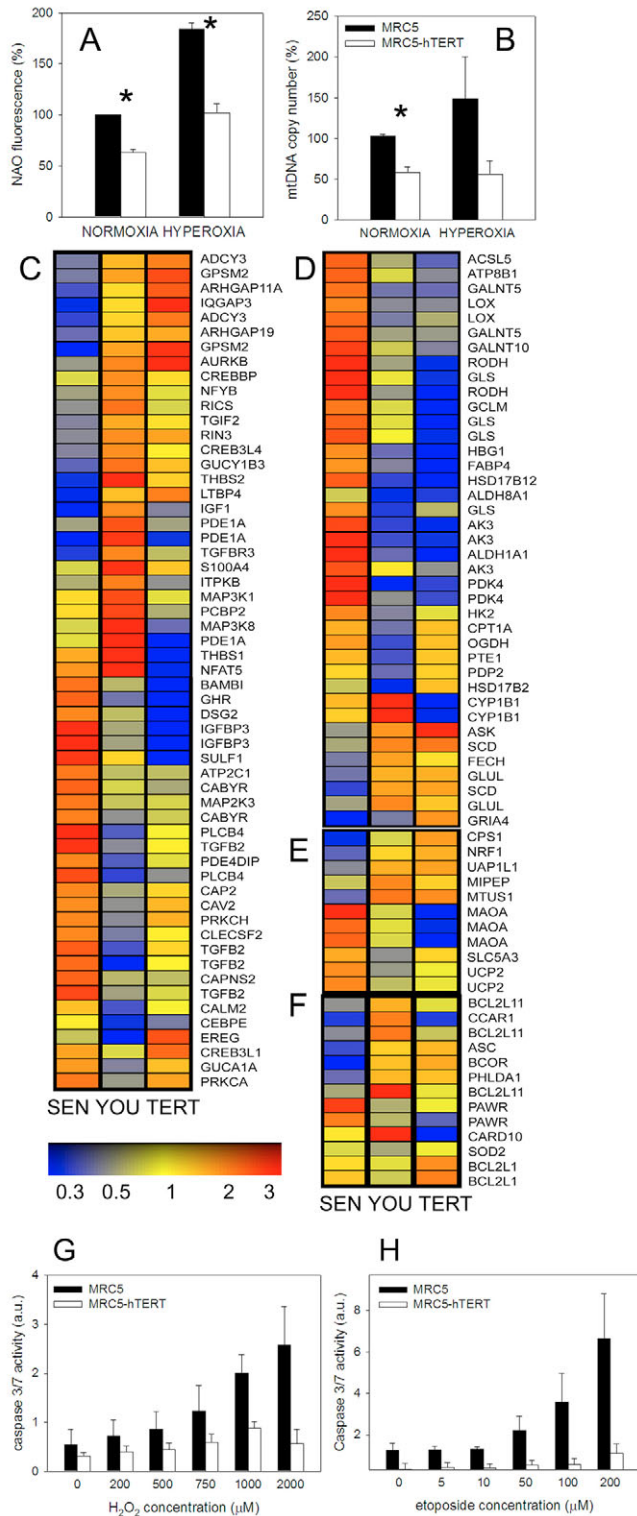 A
NAO fluorescence (%)
200
150
100
50
0
*
*
NORMOXIA HYPEROXIA
B
MRC5
MRC5-hTERT
mtDNA copy number (%)
250
200
150
100
50
0
*
NORMOXIA HYPEROXIA
C
ADCY3
GPSM2
ARHGAP11A
IQGAP3
ADCY3
ARHGAP19
GPSM2
AURKB
CREBBP
NFYB
RICS
TGIF2
RIN3
CREB3L4
GUCY1B3
THBS2
LTBP4
IGF1
PDE1A
PDE1A
TGFBR3
S100A4
ITPKB
MAP3K1
PCBP2
MAP3K8
PDE1A
THBS1
NFAT5
BAMBI
GHR
DSG2
IGFBP3
IGFBP3
SULF1
ATP2C1
CABYR
MAP2K3
CABYR
PLCB4
TGFB2
PDE4DIP
PLCB4
CAP2
CAV2
PRKCH
CLECSF2
TGFB2
TGFB2
CAPNS2
TGFB2
CALM2
CEBPE
EREG
CREB3L1
GUCA1A
PRKCA
SEN YOU TERT
0.3 0.5 1 2 3
D
ACSL5
ATP8B1
GALNT5
LOX
LOX
GALNT5
GALNT10
RODH
GLS
RODH
GCLM
GLS
GLS
HBG1
FABP4
HSD17B12
ALDH8A1
GLS
AK3
AK3
ALDH1A1
AK3
PDK4
PDK4
HK2
CPT1A
OGDH
PTE1
PDP2
HSD17B2
CYP1B1
CYP1B1
ASK
SCD
FECH
GLUL
SCD
GLUL
GRIA4
E
CPS1
NRF1
UAP1L1
MIPEP
MTUS1
MAOA
MAOA
MAOA
SLC5A3
UCP2
UCP2
F
BCL2L11
CCAR1
BCL2L11
ASC
BCOR
PHLDA1
BCL2L11
PAWR
PAWR
CARD10
SOD2
BCL2L1
BCL2L1
SEN YOU TERT
G
MRC5
MRC5-hTERT
caspase 3/7 activity (a.u.)
4
3
2
1
0
0 200 500 750 1000 2000
H₂O₂ concentration (μM)
H
MRC5
MRC5-hTERT
Caspase 3/7 activity (a.u.)
8
6
4
2
0 5 10 50 100 200
etoposide concentration (μM)